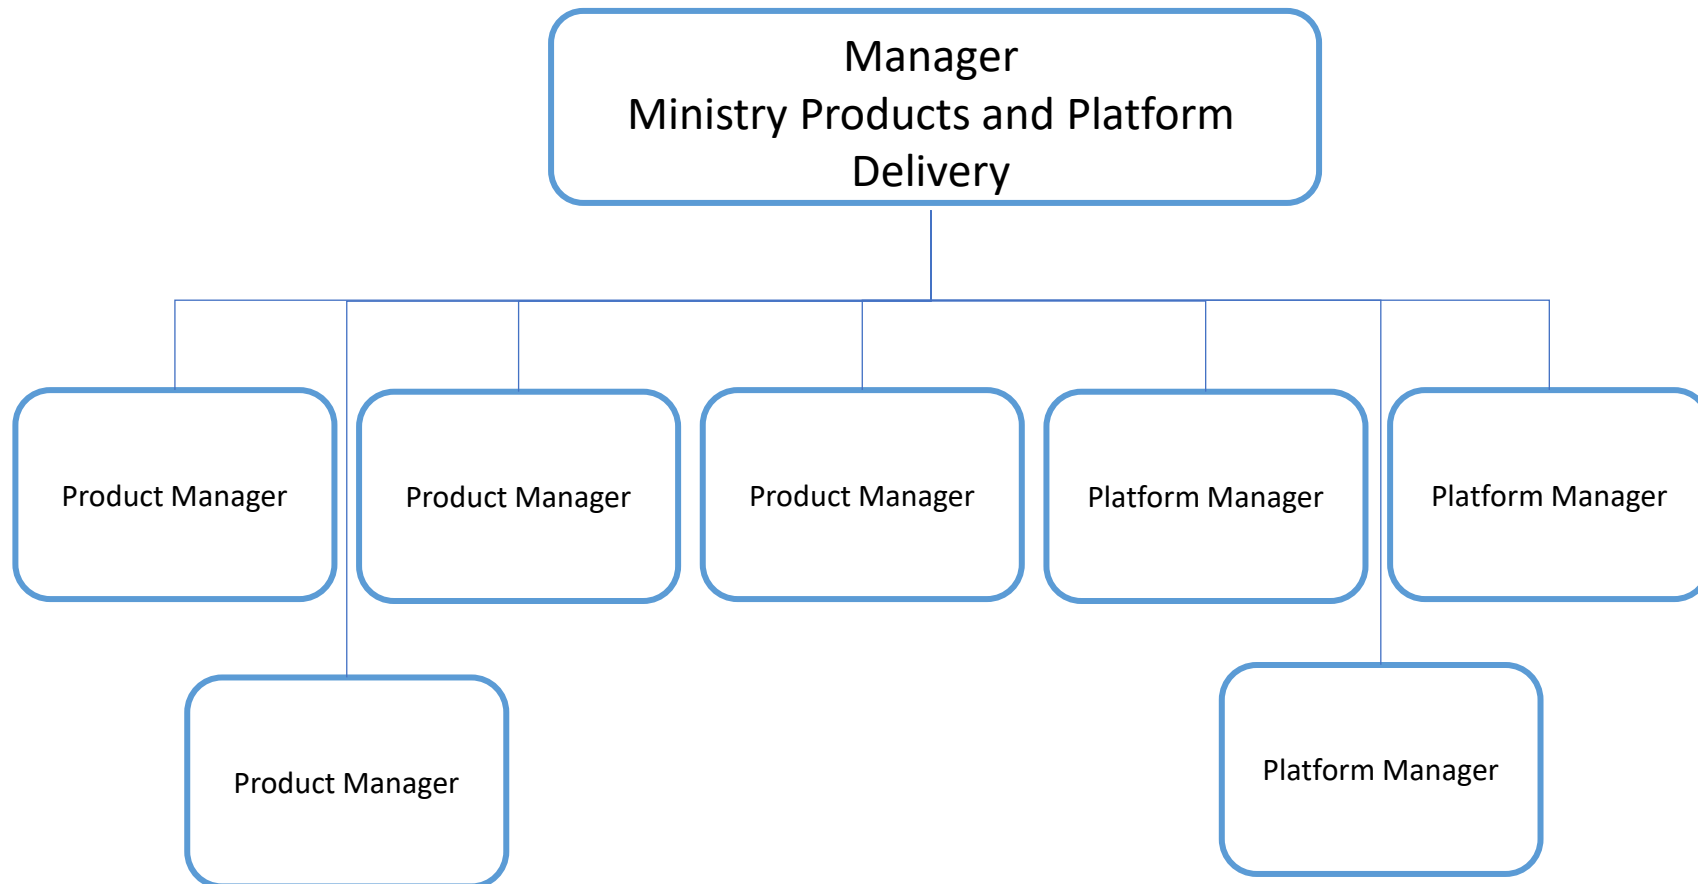 Manager
Ministry Products and Platform
Delivery
Product Manager
Product Manager
Product Manager
Platform Manager
Platform Manager
Product Manager
Platform Manager